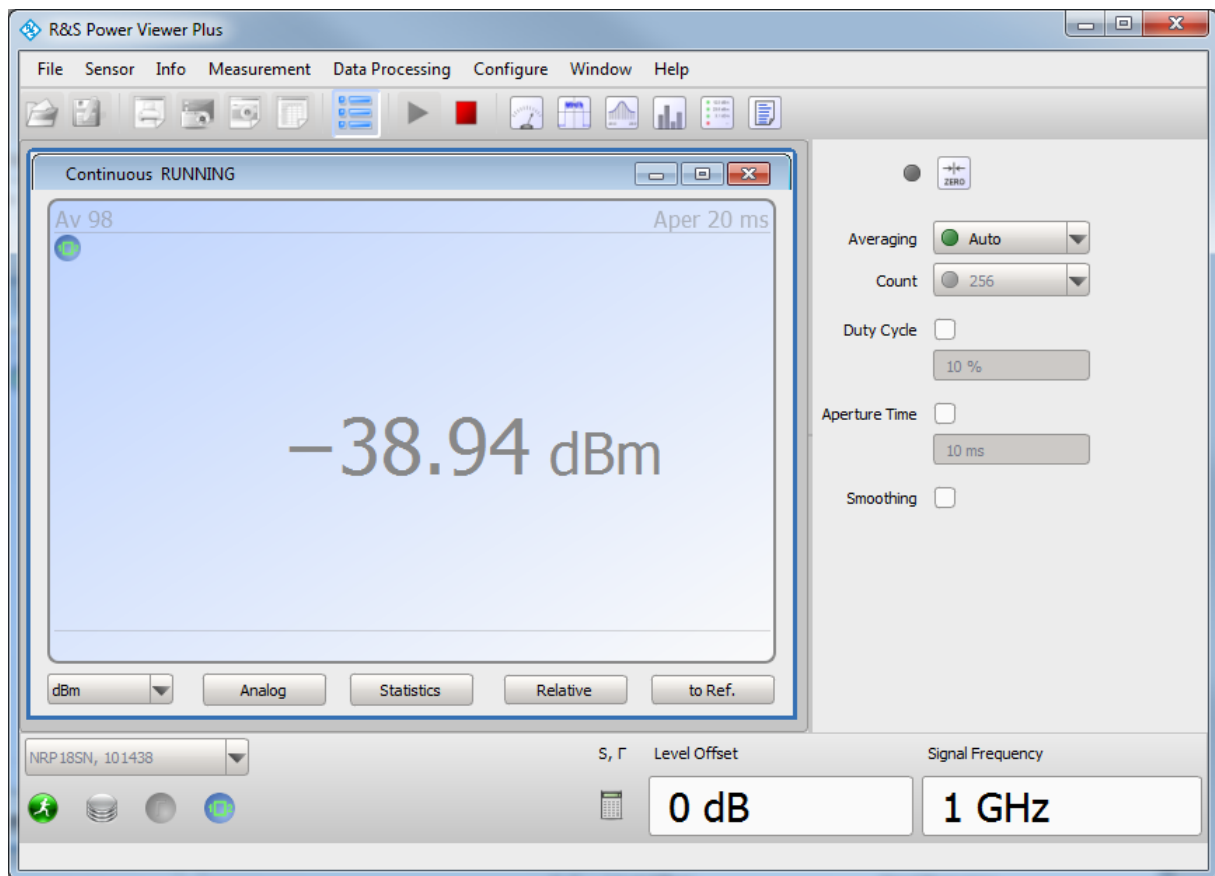 R&S Power Viewer Plus
File Sensor Info Measurement Data Processing Configure Window Help
Continuous RUNNING
Av 98 Aper 20 ms
−38.94 dBm
dBm Analog Statistics Relative to Ref.
ZERO
Averaging Auto
Count 256
Duty Cycle
10 %
Aperture Time
10 ms
Smoothing
NRP18SN, 101438
S, Γ Level Offset Signal Frequency
0 dB 1 GHz